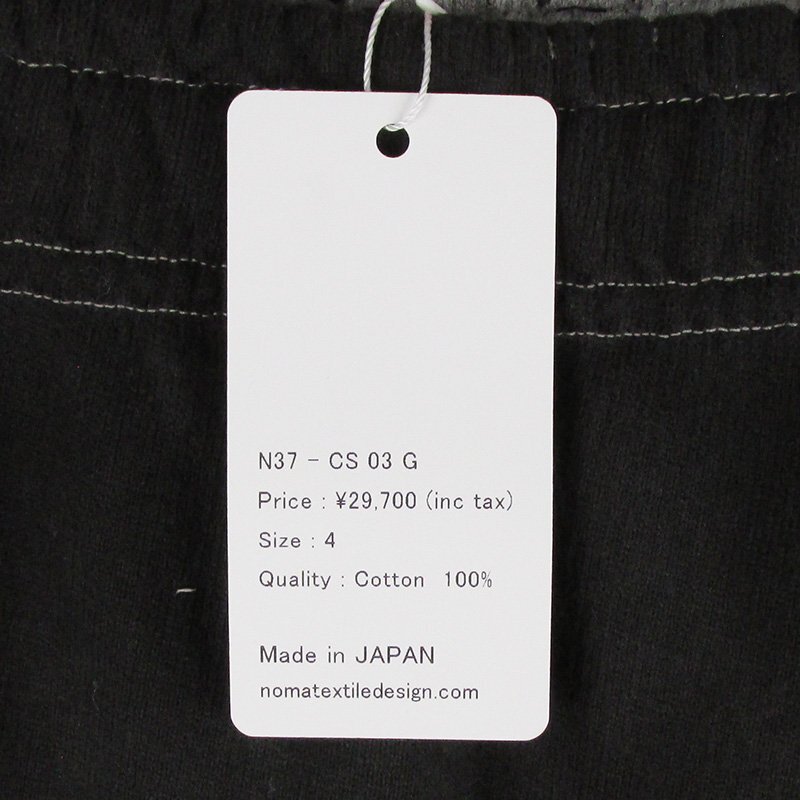 N37 - CS 03 G
Price : ¥29,700 (inc tax)
Size : 4
Quality : Cotton 100%
Made in JAPAN
nomatextiledesign.com